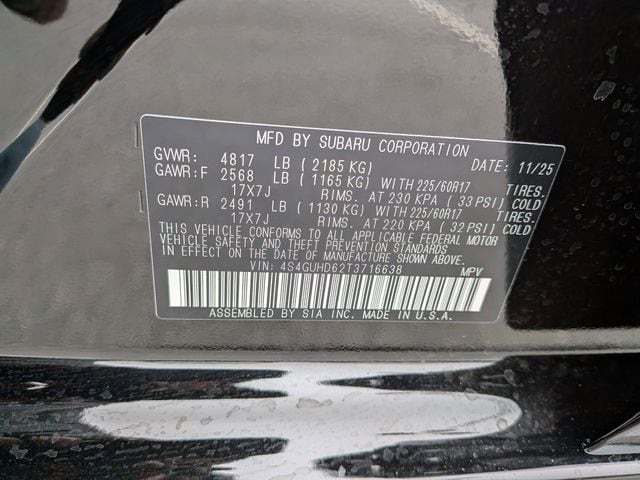 MFD BY SUBARU CORPORATION
GVWR: 4817 LB ( 2185 KG) DATE: 11/25
GAWR:F 2568 LB ( 1165 KG) WITH 225/60R17 TIRES.
17X7J RIMS. AT 230 KPA ( 33 PSI) COLD
GAWR:R 2491 LB ( 1130 KG) WITH 225/60R17 TIRES.
17X7J RIMS. AT 220 KPA ( 32 PSI) COLD
THIS VEHICLE CONFORMS TO ALL APPLICABLE FEDERAL MOTOR
VEHICLE SAFETY AND THEFT PREVENTION STANDARDS
IN EFFECT ON THE DATE OF MANUFACTURE SHOWN ABOVE.
VIN: 4S4GUHD62T3716638 MPV
ASSEMBLED BY SIA INC. MADE IN U.S.A.